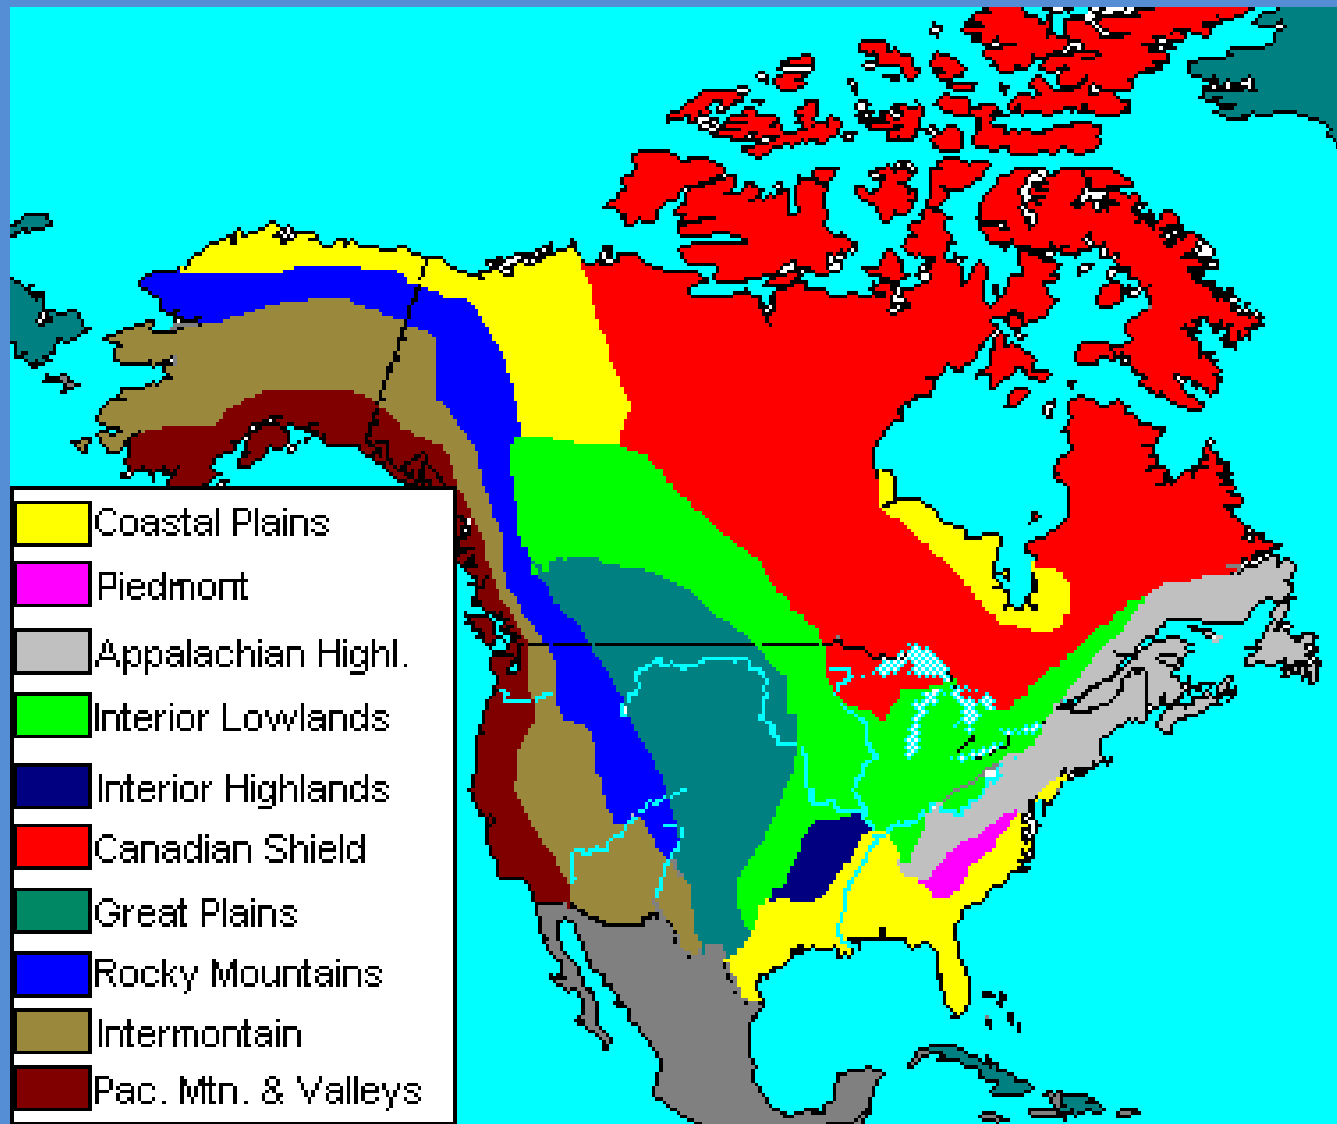 Coastal Plains
Piedmont
Appalachian Highl.
Interior Lowlands
Interior Highlands
Canadian Shield
Great Plains
Rocky Mountains
Intermontain
Pac. Mtn. & Valleys